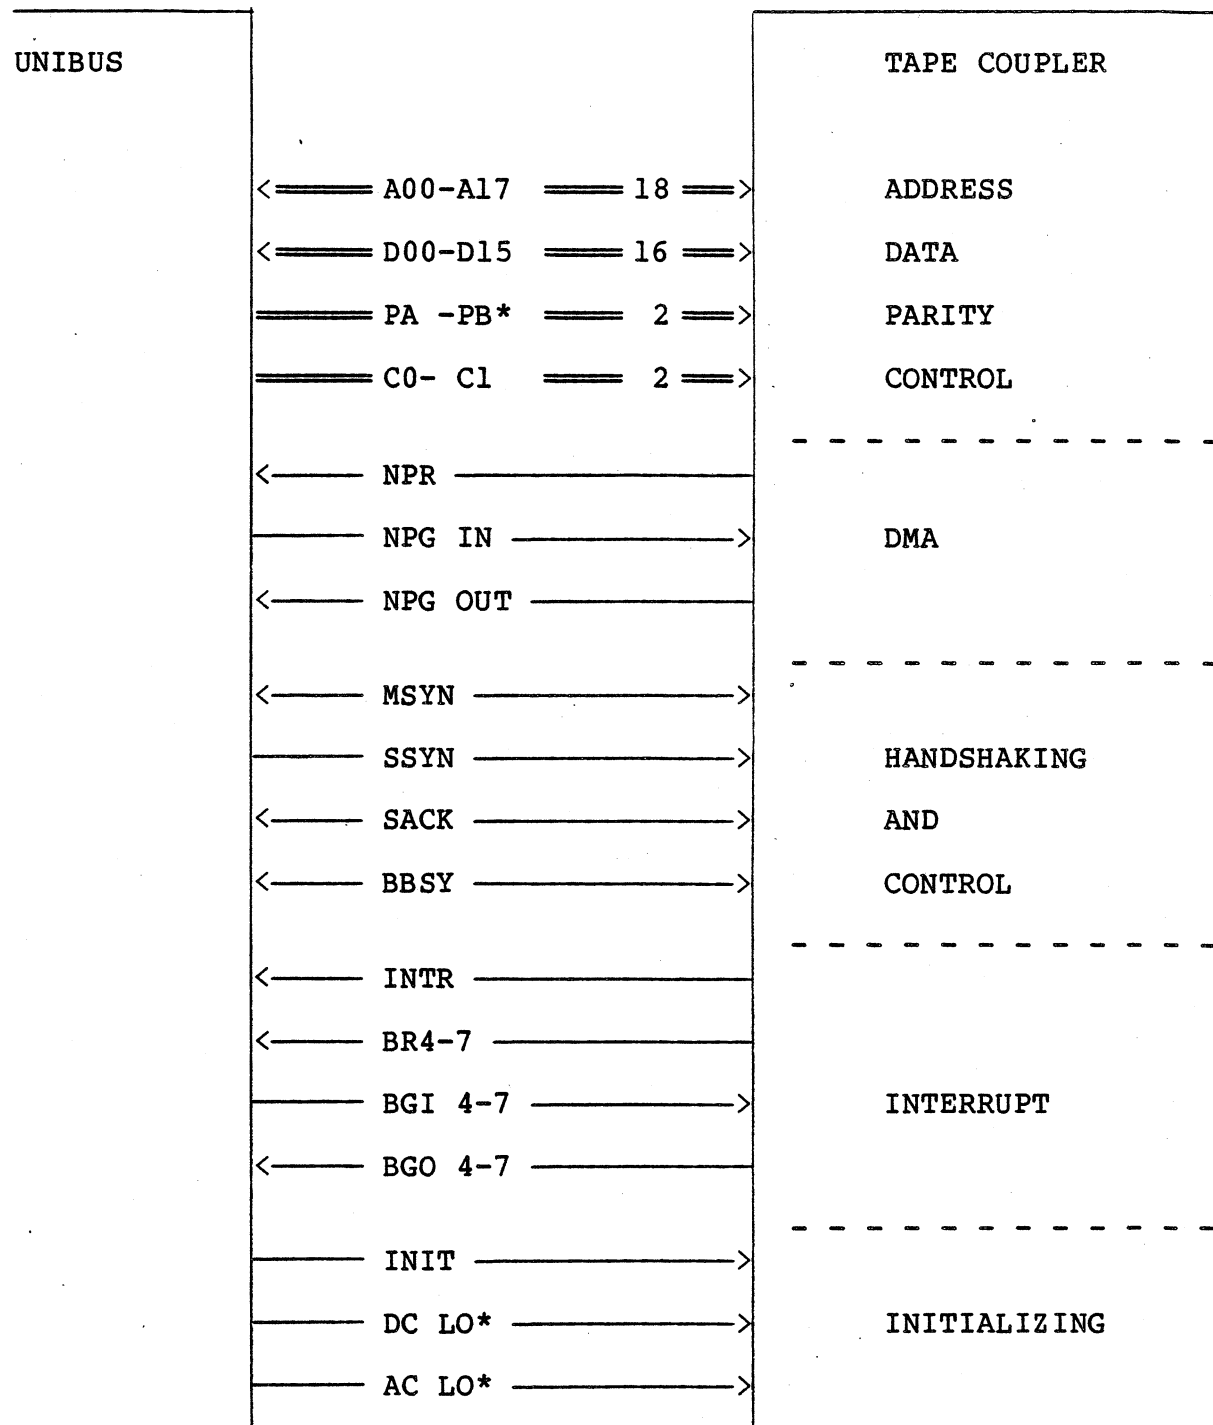 UNIBUS TAPE COUPLER
A00-A17 18 ADDRESS
D00-D15 16 DATA
PA -PB* 2 PARITY
C0- C1 2 CONTROL
NPR
NPG IN DMA
NPG OUT
MSYN
SSYN HANDSHAKING
SACK AND
BBSY CONTROL
INTR
BR4-7
BGI 4-7 INTERRUPT
BGO 4-7
INIT
DC LO* INITIALIZING
AC LO*